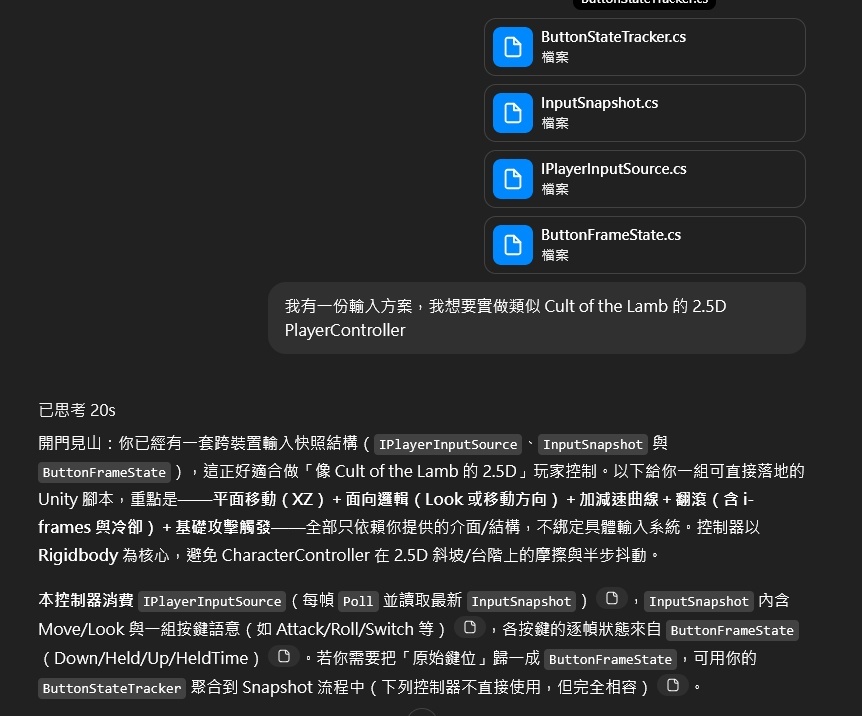 ButtonStateTracker.cs
ButtonStateTracker.cs
檔案
InputSnapshot.cs
檔案
IPlayerInputSource.cs
檔案
ButtonFrameState.cs
檔案
我有一份輸入方案，我想要實做類似 Cult of the Lamb 的 2.5D
PlayerController
已思考 20s
開門見山：你已經有一套跨裝置輸入快照結構（ IPlayerInputSource 、 InputSnapshot 與
ButtonFrameState ），這正好適合做「像 Cult of the Lamb 的 2.5D」玩家控制。以下給你一組可直接落地的
Unity 腳本，重點是——平面移動（XZ）＋面向邏輯（Look 或移動方向）＋加減速曲線＋翻滾（含 i-
frames 與冷卻）＋基礎攻擊觸發——全部只依賴你提供的介面/結構，不綁定具體輸入系統。控制器以
Rigidbody 為核心，避免 CharacterController 在 2.5D 斜坡/台階上的摩擦與半步抖動。
本控制器消費 IPlayerInputSource （每幀 Poll 並讀取最新 InputSnapshot ） ， InputSnapshot 內含
Move/Look 與一組按鍵語意（如 Attack/Roll/Switch 等） ，各按鍵的逐幀狀態來自 ButtonFrameState
（Down/Held/Up/HeldTime） 。若你需要把「原始鍵位」歸一成 ButtonFrameState ，可用你的
ButtonStateTracker 聚合到 Snapshot 流程中（下列控制器不直接使用，但完全相容） 。